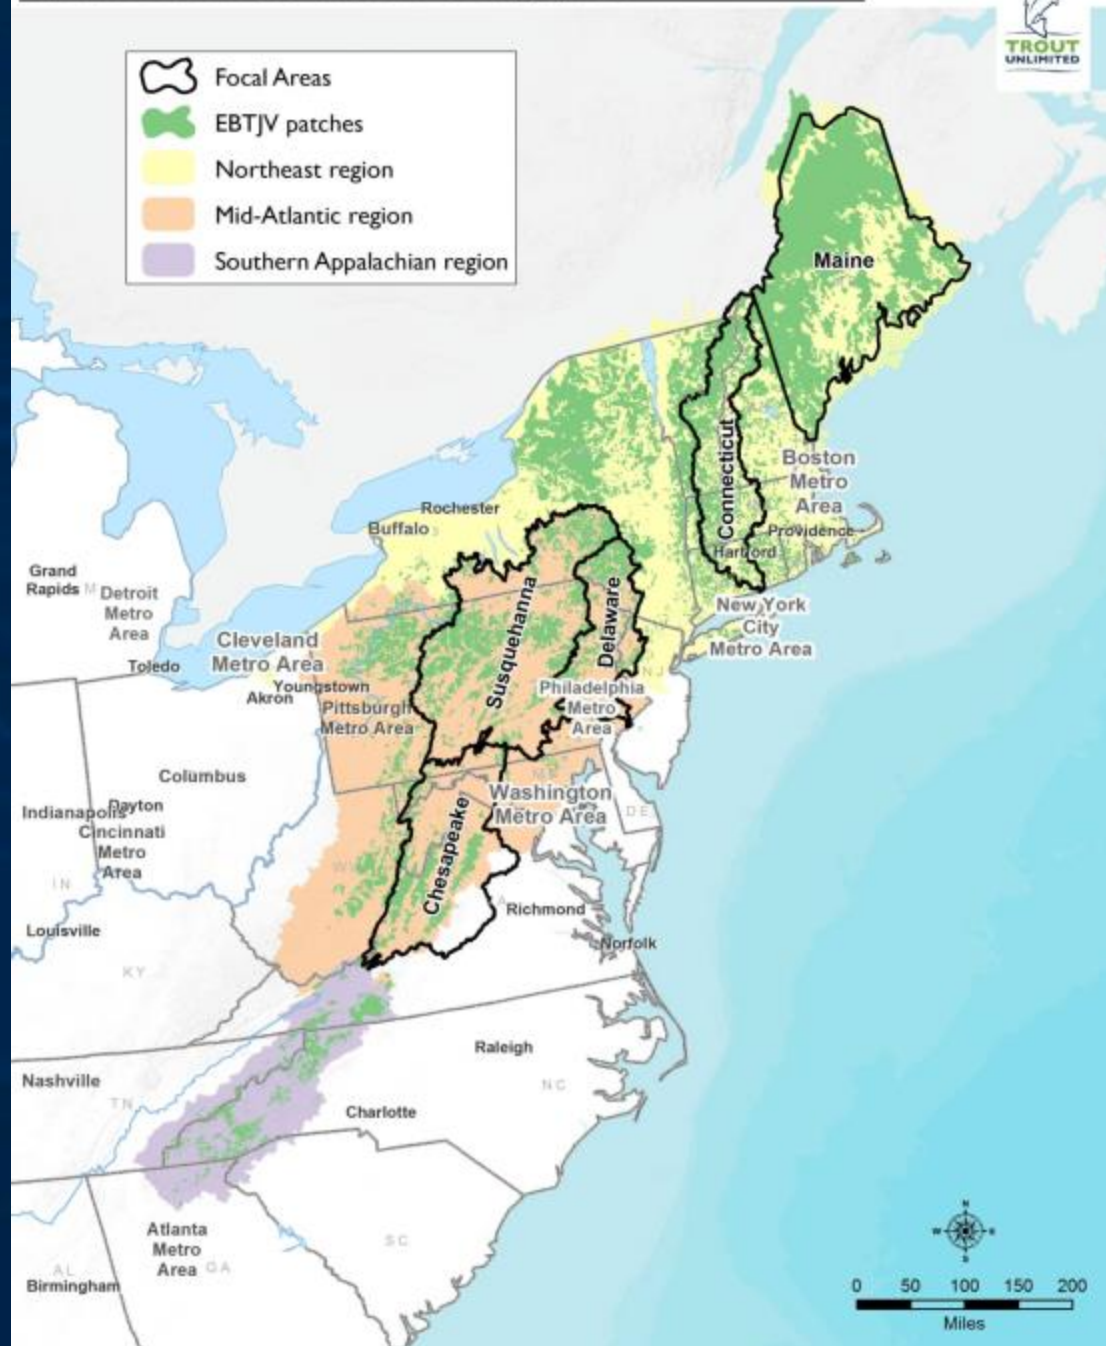 TROUT
UNLIMITED
Focal Areas
EBTJV patches
Northeast region
Mid-Atlantic region
Southern Appalachian region
Maine
Connecticut
Boston
Metro
Area
Rochester
Buffalo
Providence
Hartford
Grand
Rapids
M
Detroit
Metro
Area
Susquehanna
Delaware
New York
City
Metro Area
Cleveland
Metro Area
Toledo
Youngstown
Akron
NJ
Pittsburgh
Metro Area
Philadelphia
Metro
Area
Columbus
Washington
Metro Area
DE
Indianapolis
Dayton
Cincinnati
Metro
Area
Chesapeake
IN
Richmond
Louisville
Norfolk
KY
Raleigh
Nashville
NC
TN
Charlotte
Atlanta
Metro
Area
GA
SC
AL
Birmingham
N
W
E
S
0 50 100 150 200
Miles